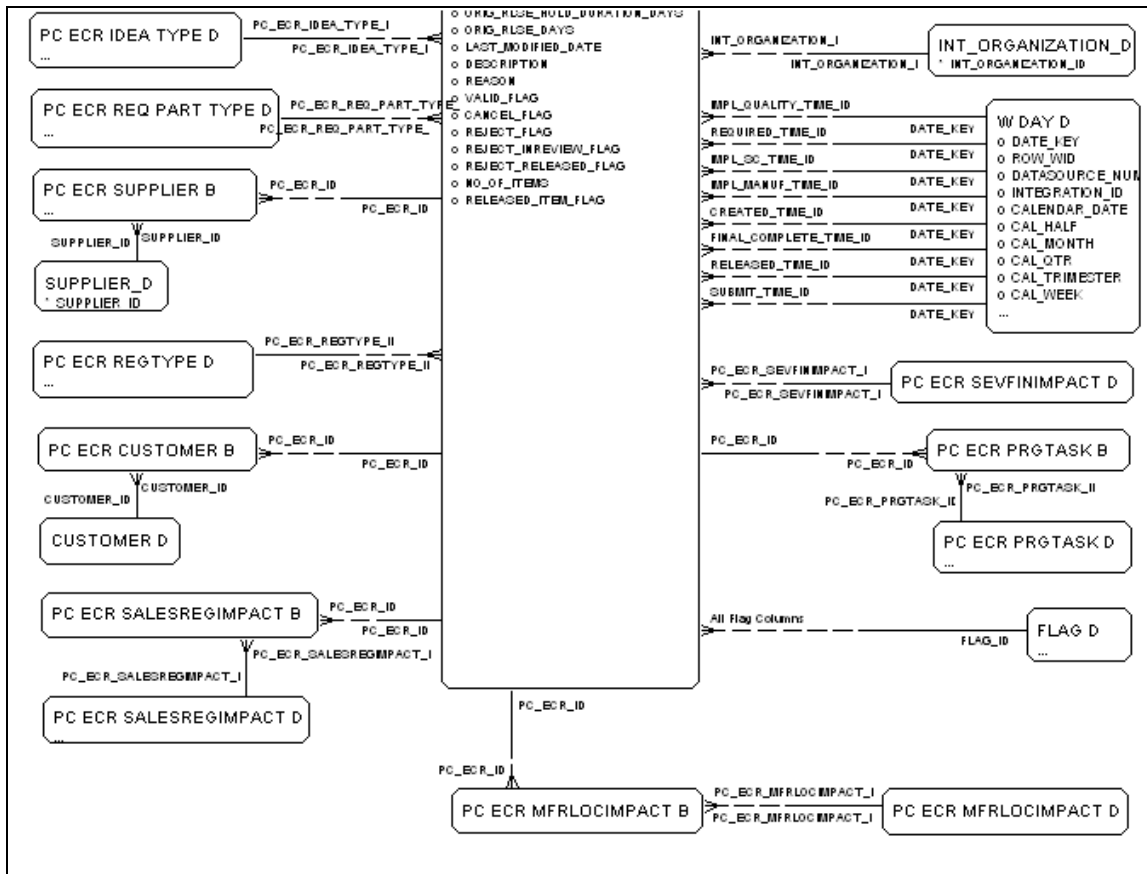 PC ECR IDEA TYPE D
...
PC_ECR_IDEA_TYPE_I
PC_ECR_IDEA_TYPE_I
PC ECR REQ PART TYPE D
...
PC_ECR_REQ_PART_TYPE_
PC_ECR_REQ_PART_TYPE_
PC ECR SUPPLIER B
...
PC_ECR_ID
PC_ECR_ID
SUPPLIER_ID
SUPPLIER_ID
SUPPLIER_D
* SUPPLIER_ID
PC ECR REGTYPE D
...
PC_ECR_REGTYPE_II
PC_ECR_REGTYPE_II
PC ECR CUSTOMER B
PC_ECR_ID
PC_ECR_ID
CUSTOMER_ID
CUSTOMER_ID
CUSTOMER D
PC ECR SALESREGIMPACT B
PC_ECR_ID
PC_ECR_ID
PC_ECR_SALESREGIMPACT_I
PC_ECR_SALESREGIMPACT_I
PC ECR SALESREGIMPACT D
...
o ORIG_RLSE_HOLD_DURATION_DAYS
o ORIG_RLSE_DAYS
o LAST_MODIFIED_DATE
o DESCRIPTION
o REASON
o VALID_FLAG
o CANCEL_FLAG
o REJECT_FLAG
o REJECT_INREVIEW_FLAG
o REJECT_RELEASED_FLAG
o NO_OF_ITEMS
o RELEASED_ITEM_FLAG
INT_ORGANIZATION_I
INT_ORGANIZATION_I
INT_ORGANIZATION_D
* INT_ORGANIZATION_ID
IMPL_QUALITY_TIME_ID
DATE_KEY
REQUIRED_TIME_ID
DATE_KEY
IMPL_SC_TIME_ID
DATE_KEY
IMPL_MANUF_TIME_ID
DATE_KEY
CREATED_TIME_ID
DATE_KEY
FINAL_COMPLETE_TIME_ID
DATE_KEY
RELEASED_TIME_ID
DATE_KEY
SUBMIT_TIME_ID
DATE_KEY
W DAY D
o DATE_KEY
o ROW_WID
o DATASOURCE_NUM
o INTEGRATION_ID
o CALENDAR_DATE
o CAL_HALF
o CAL_MONTH
o CAL_QTR
o CAL_TRIMESTER
o CAL_WEEK
...
PC_ECR_SEVFINIMPACT_I
PC_ECR_SEVFINIMPACT_I
PC ECR SEVFINIMPACT D
PC_ECR_ID
PC_ECR_ID
PC ECR PRGTASK B
PC_ECR_PRGTASK_II
PC_ECR_PRGTASK_II
PC ECR PRGTASK D
...
All Flag Columns
FLAG_ID
FLAG D
...
PC_ECR_ID
PC_ECR_ID
PC ECR MFRLOCIMPACT B
PC_ECR_MFRLOCIMPACT_I
PC_ECR_MFRLOCIMPACT_I
PC ECR MFRLOCIMPACT D